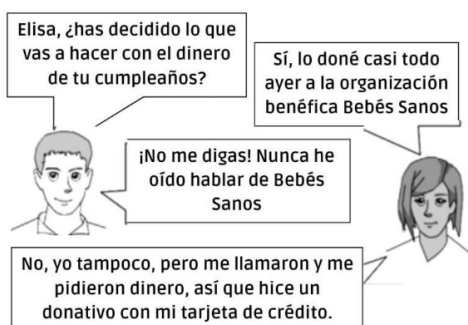 Elisa, ¿has decidido lo que
vas a hacer con el dinero
de tu cumpleaños?
Sí, lo doné casi todo
ayer a la organización
benéfica Bebés Sanos
¡No me digas! Nunca he
oído hablar de Bebés
Sanos
No, yo tampoco, pero me llamaron y me
pidieron dinero, así que hice un
donativo con mi tarjeta de crédito.